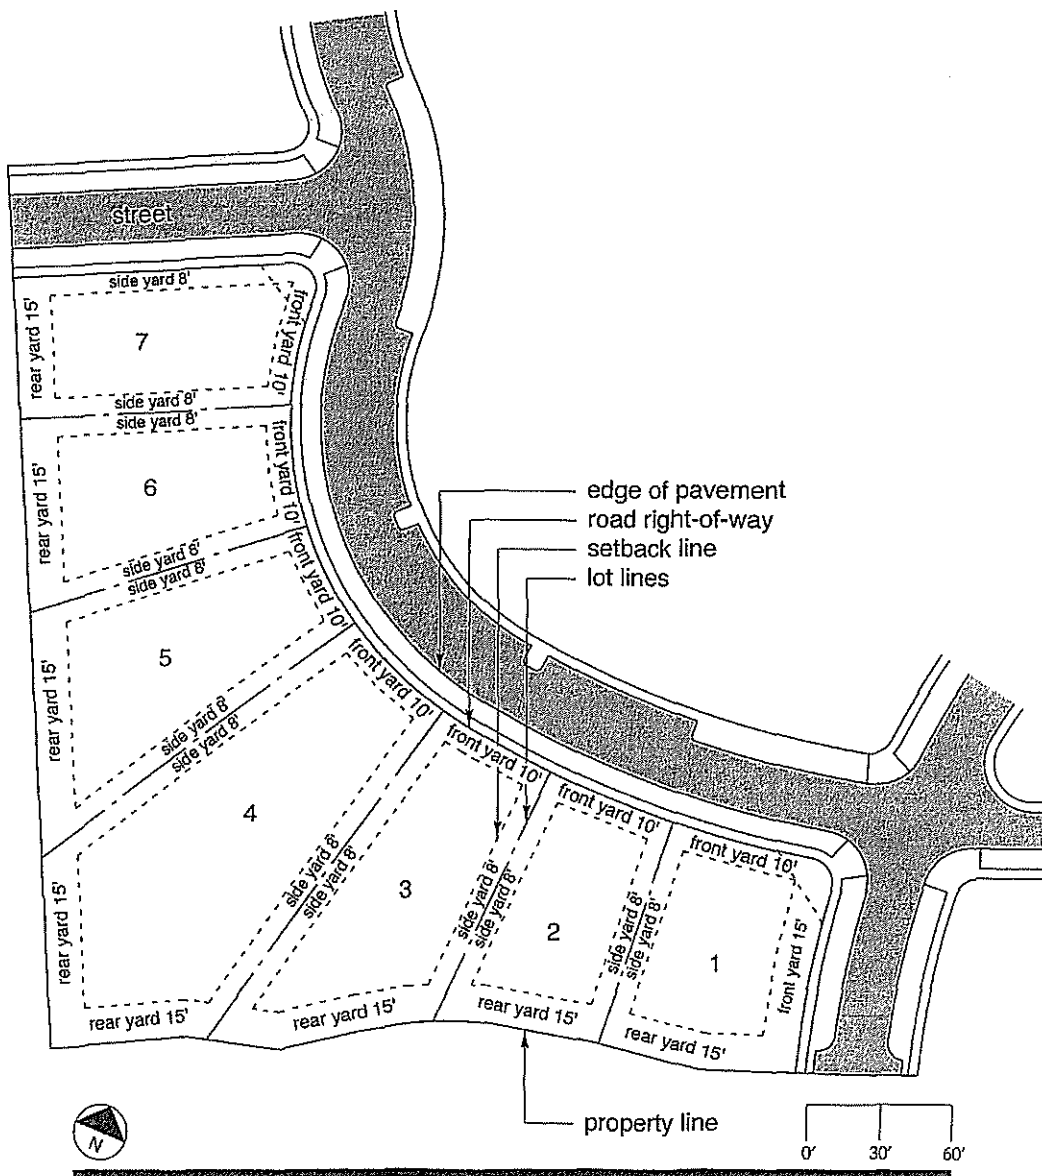 street
side yard 8'
rear yard 15'
7
front yard 10'
side yard 8'
side yard 8'
rear yard 15'
6
front yard 10'
side yard 8'
side yard 8'
rear yard 15'
5
front yard 10'
side yard 8'
side yard 8'
rear yard 15'
4
front yard 10'
rear yard 15'
side yard 8'
side yard 8'
3
front yard 10'
rear yard 15'
side yard 8'
side yard 8'
2
front yard 10'
rear yard 15'
side yard 8'
side yard 8'
1
front yard 10'
front yard 15'
rear yard 15'
edge of pavement
road right-of-way
setback line
lot lines
property line
N
0' 30' 60'